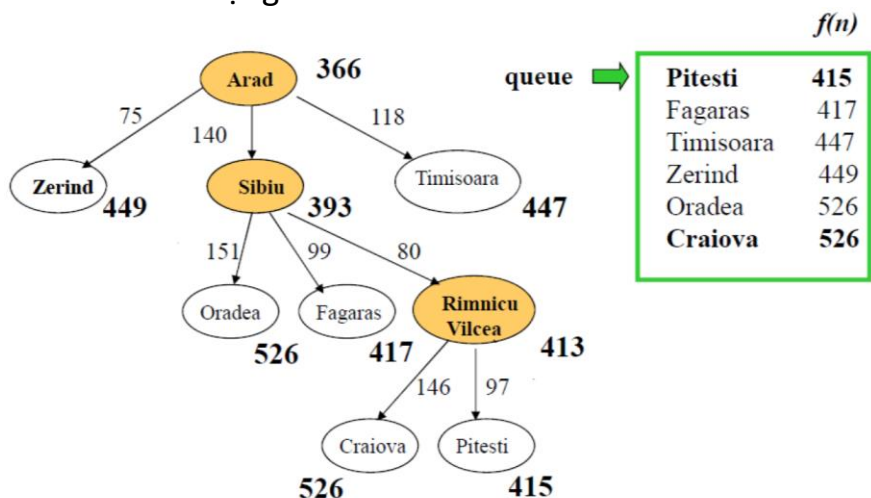 f(n)
queue
Pitesti 415
Fagaras 417
Timisoara 447
Zerind 449
Oradea 526
Craiova 526
Arad 366
75 140 118
Zerind 449
Sibiu 393
Timisoara 447
151 99 80
Oradea 526
Fagaras 417
Rimnicu
Vilcea 413
146 97
Craiova 526
Pitesti 415